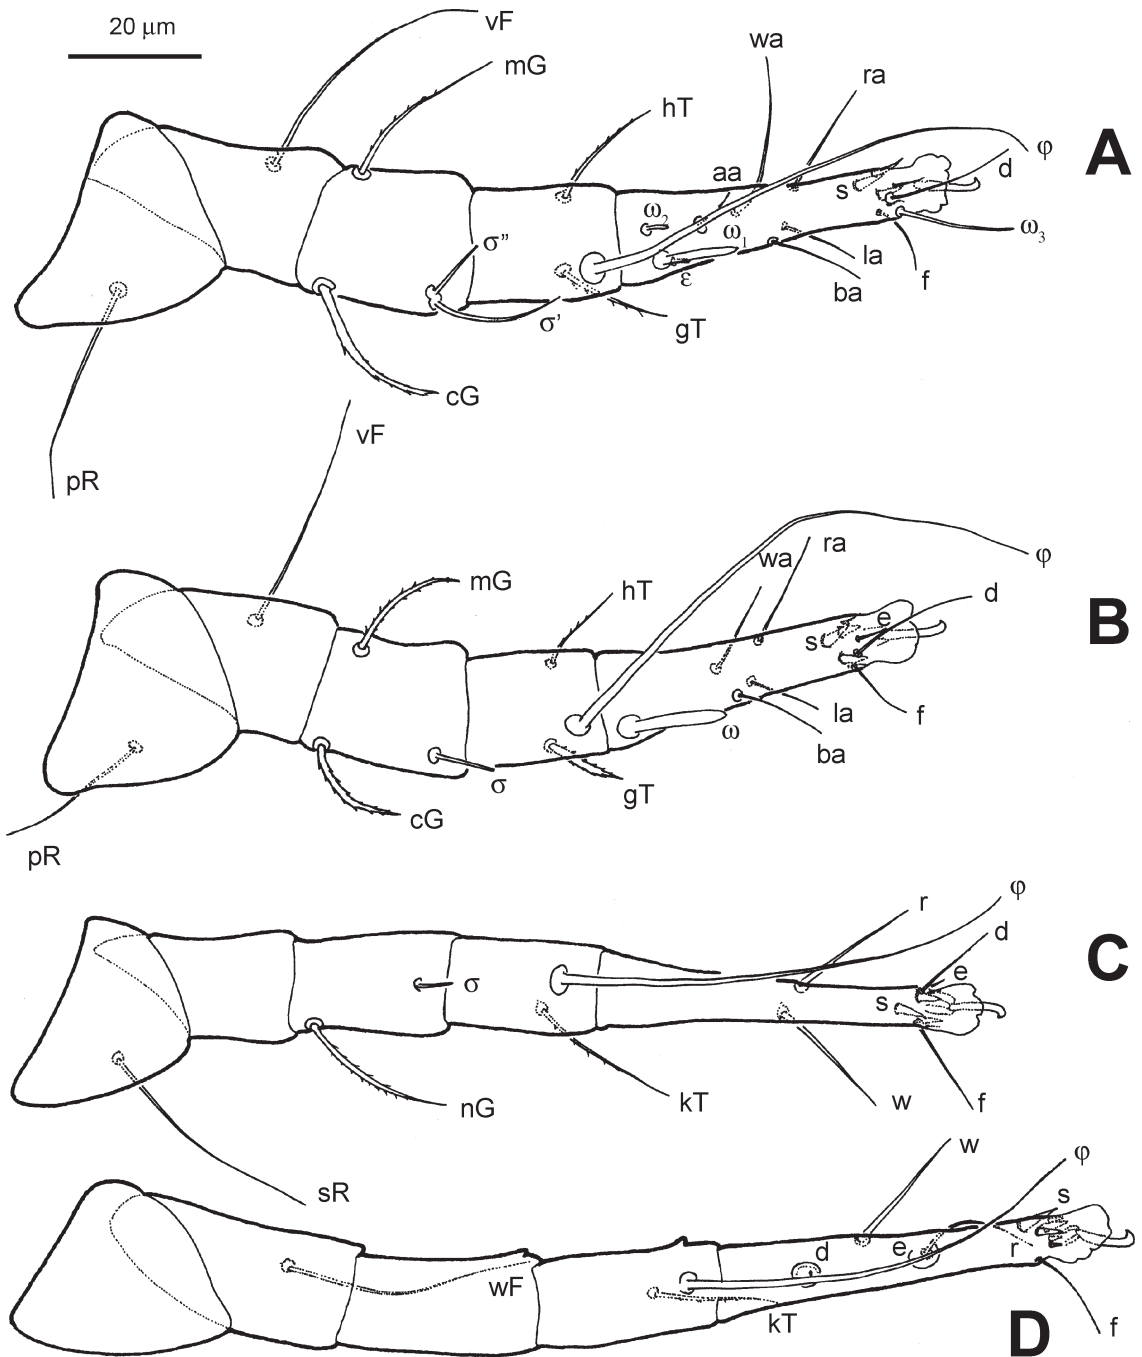 20 µm
vF
mG
wa
ra
hT
φ
A
aa
s
d
ω2
ω1
σ”
ω3
la
ε
f
ba
σ’
gT
cG
vF
pR
φ
ra
wa
mG
hT
d
B
e
s
la
f
ω
ba
σ
gT
cG
pR
φ
r
d
C
e
σ
s
nG
kT
w
f
w
φ
sR
s
d
e
r
wF
kT
D
f